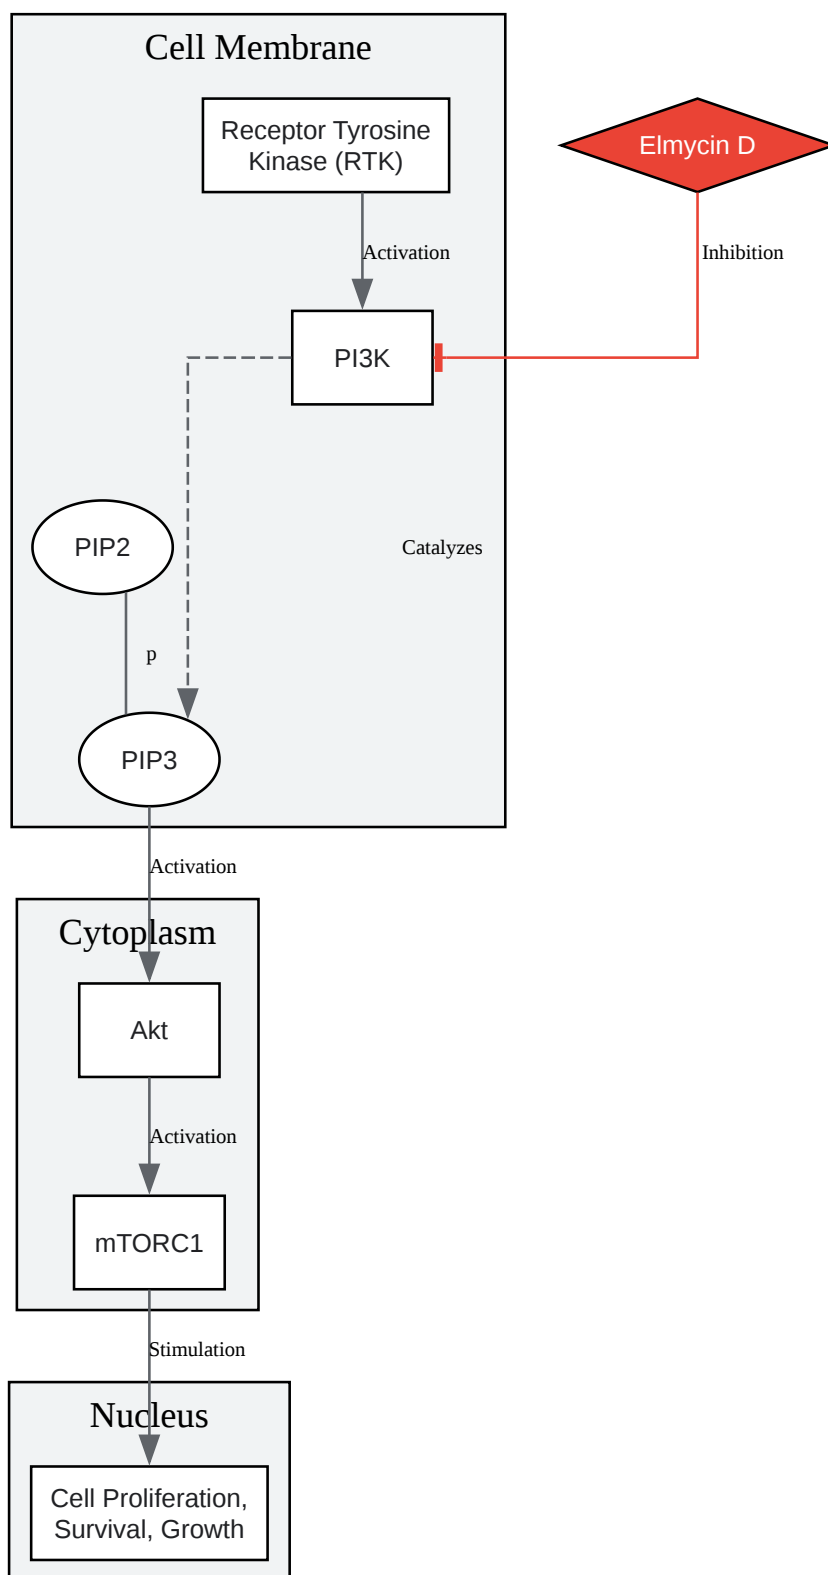 Cell Membrane
Receptor Tyrosine
Kinase (RTK)
Elmycin D
Activation
Inhibition
PI3K
PIP2
Catalyzes
p
PIP3
Activation
Cytoplasm
Akt
Activation
mTORC1
Stimulation
Nucleus
Cell Proliferation,
Survival, Growth